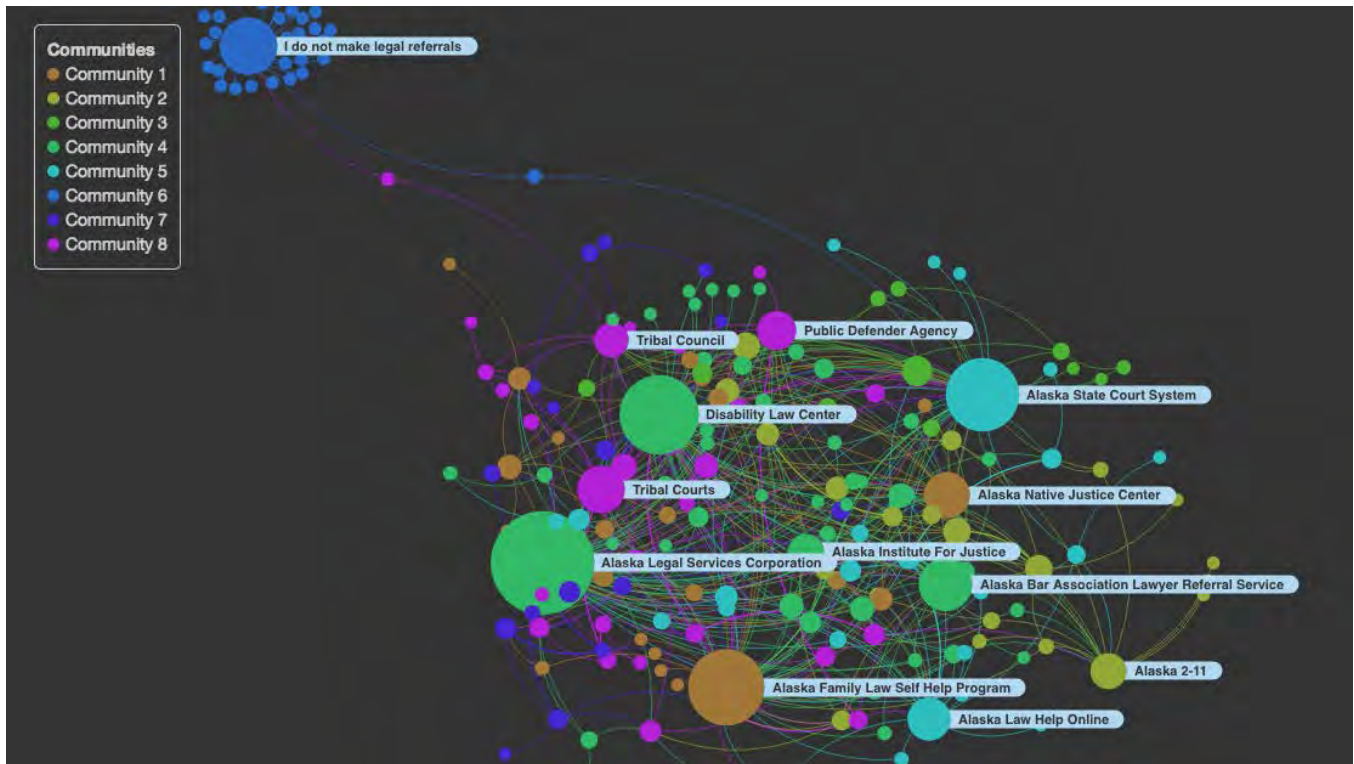 Communities
Community 1
Community 2
Community 3
Community 4
Community 5
Community 6
Community 7
Community 8
I do not make legal referrals
Public Defender Agency
Tribal Council
Alaska State Court System
Disability Law Center
Tribal Courts
Alaska Native Justice Center
Alaska Institute For Justice
Alaska Legal Services Corporation
Alaska Bar Association Lawyer Referral Service
Alaska 2-11
Alaska Family Law Self Help Program
Alaska Law Help Online